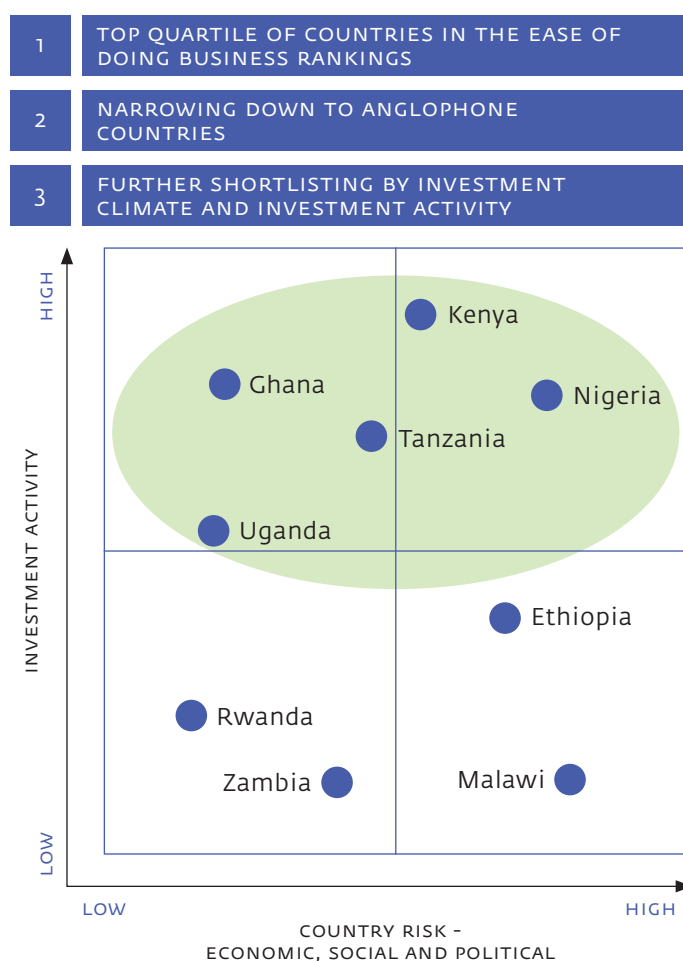 1
TOP QUARTILE OF COUNTRIES IN THE EASE OF
DOING BUSINESS RANKINGS
2
NARROWING DOWN TO ANGLOPHONE
COUNTRIES
3
FURTHER SHORTLISTING BY INVESTMENT
CLIMATE AND INVESTMENT ACTIVITY
HIGH
Kenya
Ghana
Nigeria
Tanzania
INVESTMENT ACTIVITY
Uganda
Ethiopia
Rwanda
Zambia
Malawi
LOW
LOW
HIGH
COUNTRY RISK -
ECONOMIC, SOCIAL AND POLITICAL